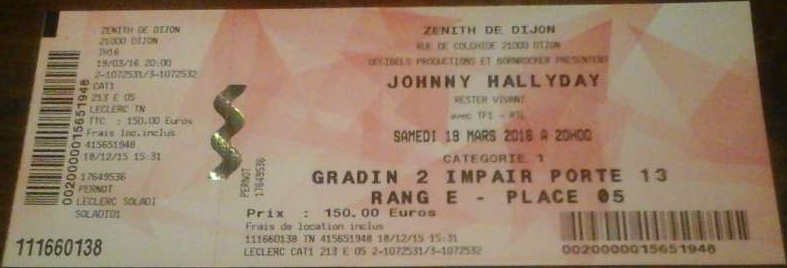 ZENITH DE DIJON
21000 DIJON
JH16
19/03/16 20:00
2-1072531/3-1072532
CAT1
213 E 05
LECLERC TN
TTC : 150.00 Euros
Frais loc.inclus
415651948
18/12/15 15:31
17649536
PERNOT
LECLERC SOLADI
SOLADI01
0020000015651948
111660138
PERNOT
17649536
ZENITH DE DIJON
RUE DE COLCHIDE 21000 DIJON
DECIBELS PRODUCTIONS ET BORNROCKER PRESENTENT
JOHNNY HALLYDAY
RESTER VIVANT
avec TF1 - RTL
SAMEDI 19 MARS 2016 A 20H00
CATEGORIE 1
GRADIN 2 IMPAIR PORTE 13
RANG E - PLACE 05
Prix : 150.00 Euros
Frais de location inclus
111660138 TN 415651948 18/12/15 15:31
LECLERC CAT1 213 E 05 2-1072531/3-1072532
0020000015651948